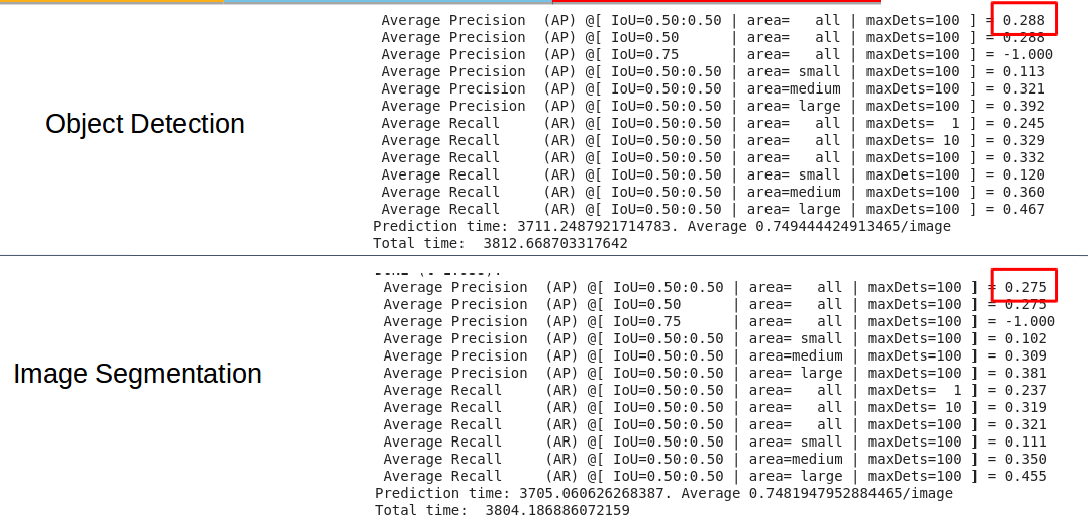 Object Detection
Average Precision (AP) @[ IoU=0.50:0.50 | area= all | maxDets=100 ] = 0.288
Average Precision (AP) @[ IoU=0.50 | area= all | maxDets=100 ] = 0.288
Average Precision (AP) @[ IoU=0.75 | area= all | maxDets=100 ] = -1.000
Average Precision (AP) @[ IoU=0.50:0.50 | area= small | maxDets=100 ] = 0.113
Average Precision (AP) @[ IoU=0.50:0.50 | area=medium | maxDets=100 ] = 0.321
Average Precision (AP) @[ IoU=0.50:0.50 | area= large | maxDets=100 ] = 0.392
Average Recall (AR) @[ IoU=0.50:0.50 | area= all | maxDets= 1 ] = 0.245
Average Recall (AR) @[ IoU=0.50:0.50 | area= all | maxDets= 10 ] = 0.329
Average Recall (AR) @[ IoU=0.50:0.50 | area= all | maxDets=100 ] = 0.332
Average Recall (AR) @[ IoU=0.50:0.50 | area= small | maxDets=100 ] = 0.120
Average Recall (AR) @[ IoU=0.50:0.50 | area=medium | maxDets=100 ] = 0.360
Average Recall (AR) @[ IoU=0.50:0.50 | area= large | maxDets=100 ] = 0.467
Prediction time: 3711.2487921714783. Average 0.749444424913465/image
Total time: 3812.668703317642
Image Segmentation
Average Precision (AP) @[ IoU=0.50:0.50 | area= all | maxDets=100 ] = 0.275
Average Precision (AP) @[ IoU=0.50 | area= all | maxDets=100 ] = 0.275
Average Precision (AP) @[ IoU=0.75 | area= all | maxDets=100 ] = -1.000
Average Precision (AP) @[ IoU=0.50:0.50 | area= small | maxDets=100 ] = 0.102
Average Precision (AP) @[ IoU=0.50:0.50 | area=medium | maxDets=100 ] = 0.309
Average Precision (AP) @[ IoU=0.50:0.50 | area= large | maxDets=100 ] = 0.381
Average Recall (AR) @[ IoU=0.50:0.50 | area= all | maxDets= 1 ] = 0.237
Average Recall (AR) @[ IoU=0.50:0.50 | area= all | maxDets= 10 ] = 0.319
Average Recall (AR) @[ IoU=0.50:0.50 | area= all | maxDets=100 ] = 0.321
Average Recall (AR) @[ IoU=0.50:0.50 | area= small | maxDets=100 ] = 0.111
Average Recall (AR) @[ IoU=0.50:0.50 | area=medium | maxDets=100 ] = 0.350
Average Recall (AR) @[ IoU=0.50:0.50 | area= large | maxDets=100 ] = 0.455
Prediction time: 3705.060626268387. Average 0.7481947952884465/image
Total time: 3804.186886072159